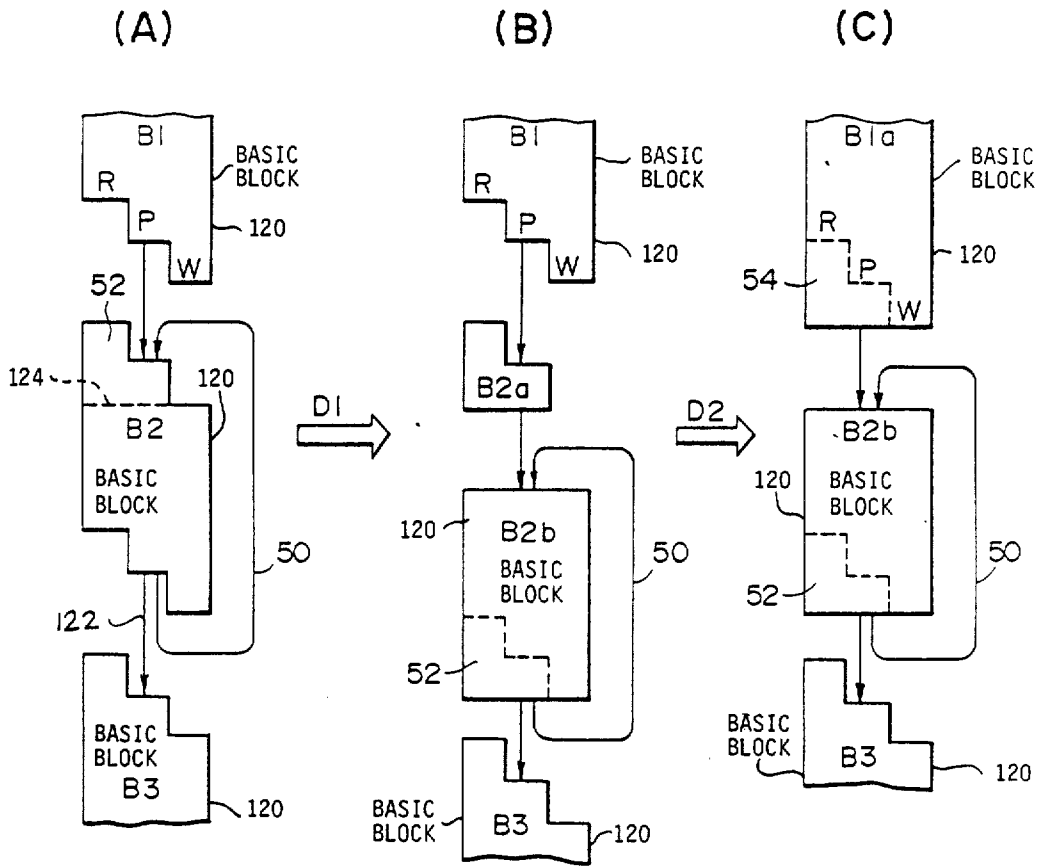 (A)
(B)
(C)
B1
BASIC
BLOCK
R
P
120
W
52
124
120
B2
BASIC
BLOCK
50
122
BASIC
BLOCK
B3
120
D1
B1
BASIC
BLOCK
R
P
120
W
B2a
120
B2b
BASIC
BLOCK
50
52
BASIC
BLOCK
B3
120
D2
B1a
BASIC
BLOCK
R
120
54
P
W
B2b
120
BASIC
BLOCK
50
52
BASIC
BLOCK
B3
120